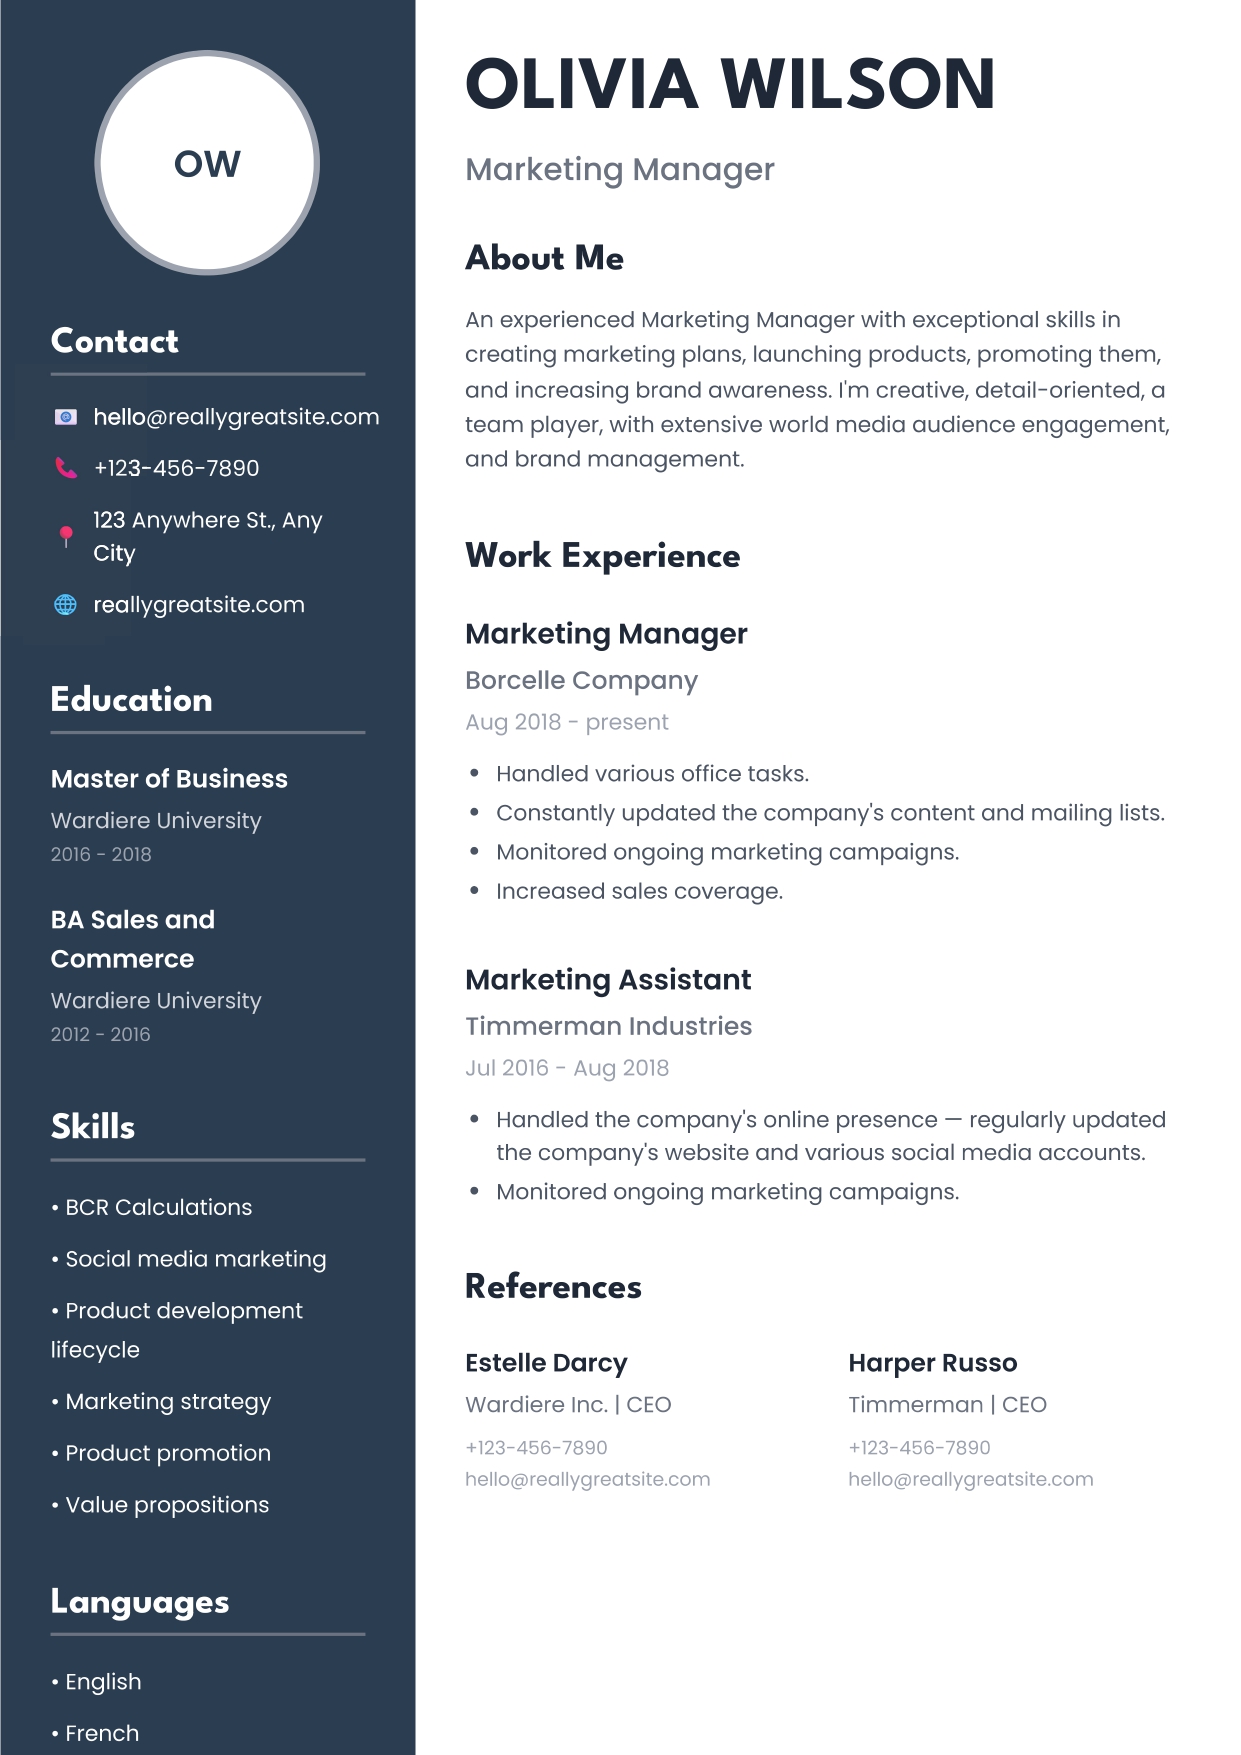 OW
Contact
hello@reallygreatsite.com
+123-456-7890
123 Anywhere St., Any
City
reallygreatsite.com
Education
Master of Business
Wardiere University
2016 - 2018
BA Sales and
Commerce
Wardiere University
2012 - 2016
Skills
• BCR Calculations
• Social media marketing
• Product development
lifecycle
• Marketing strategy
• Product promotion
• Value propositions
Languages
• English
• French
OLIVIA WILSON
Marketing Manager
About Me
An experienced Marketing Manager with exceptional skills in
creating marketing plans, launching products, promoting them,
and increasing brand awareness. I'm creative, detail-oriented, a
team player, with extensive world media audience engagement,
and brand management.
Work Experience
Marketing Manager
Borcelle Company
Aug 2018 - present
• Handled various office tasks.
• Constantly updated the company's content and mailing lists.
• Monitored ongoing marketing campaigns.
• Increased sales coverage.
Marketing Assistant
Timmerman Industries
Jul 2016 - Aug 2018
• Handled the company's online presence — regularly updated
the company's website and various social media accounts.
• Monitored ongoing marketing campaigns.
References
Estelle Darcy
Wardiere Inc. | CEO
+123-456-7890
hello@reallygreatsite.com
Harper Russo
Timmerman | CEO
+123-456-7890
hello@reallygreatsite.com